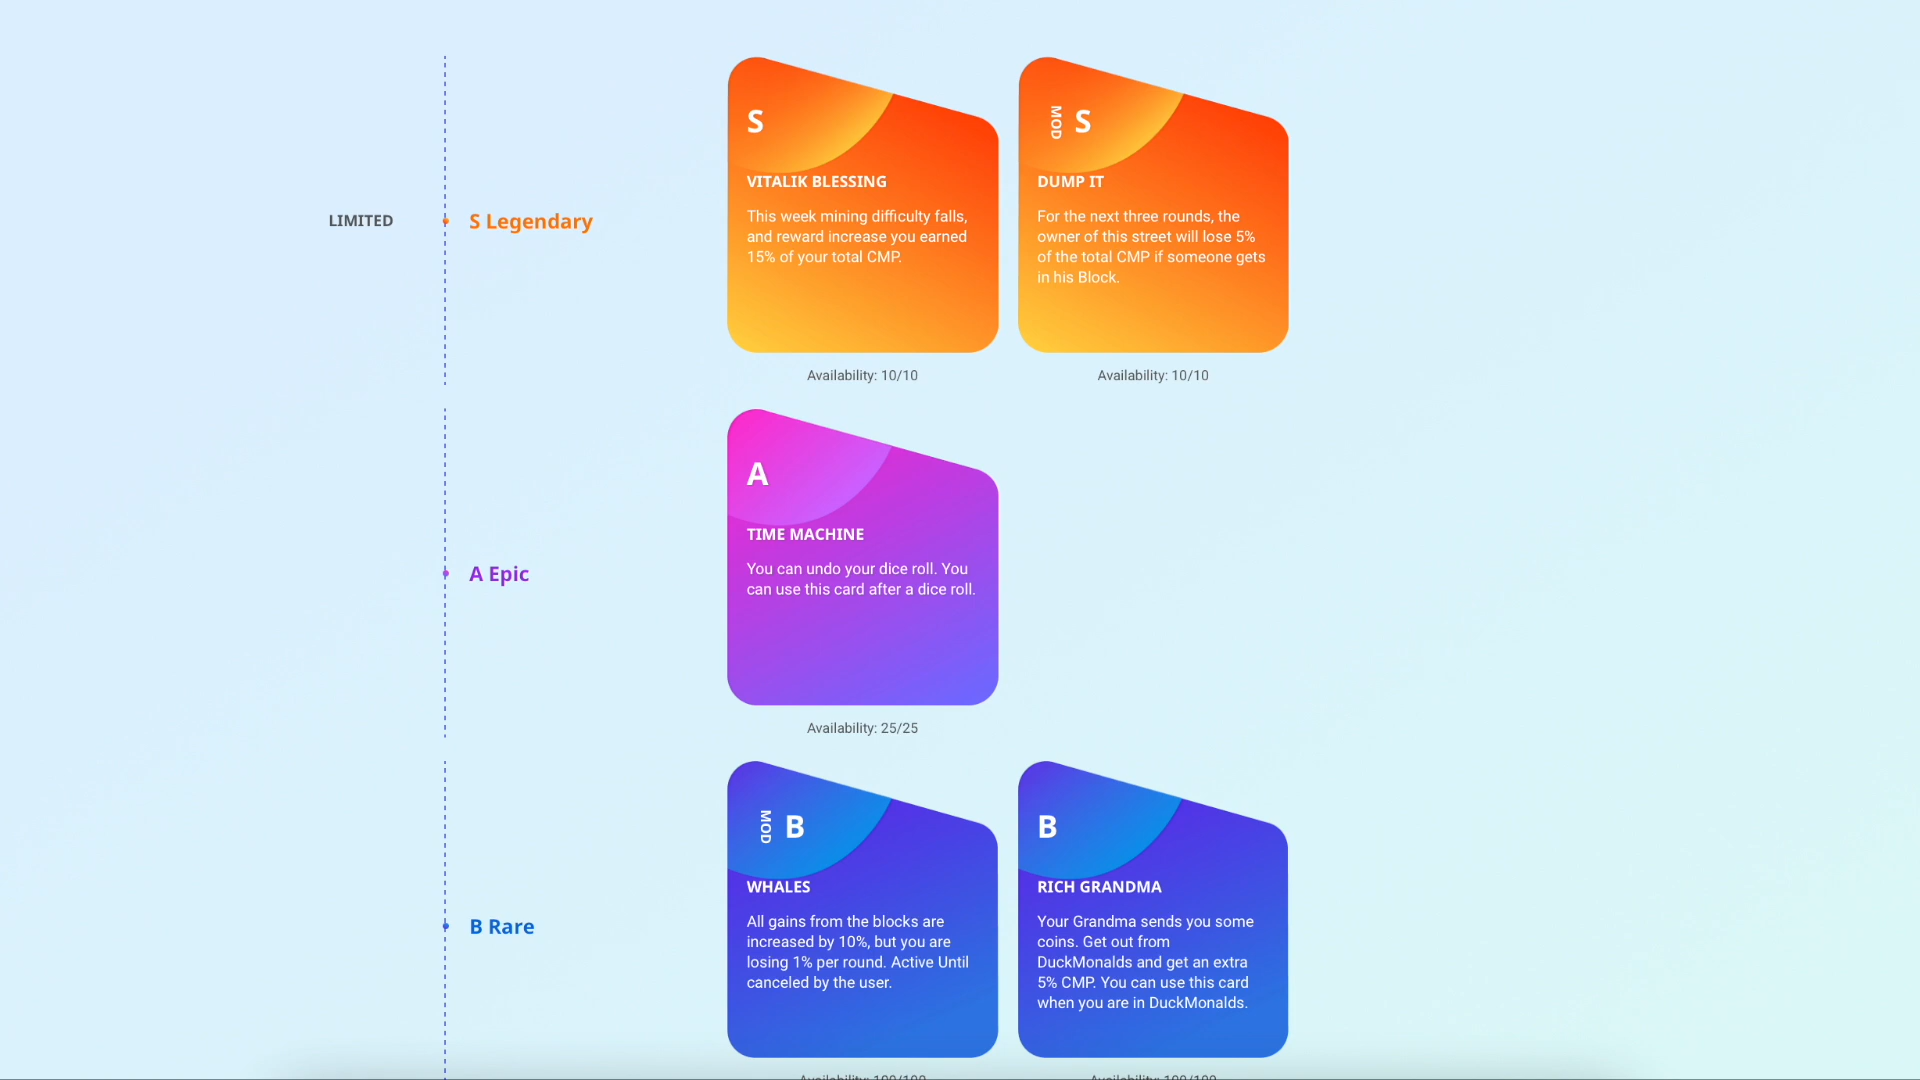 LIMITED
S Legendary
S
VITALIK BLESSING
This week mining difficulty falls,
and reward increase you earned
15% of your total CMP.
Availability: 10/10
MOD
S
DUMP IT
For the next three rounds, the
owner of this street will lose 5%
of the total CMP if someone gets
in his Block.
Availability: 10/10
A Epic
A
TIME MACHINE
You can undo your dice roll. You
can use this card after a dice roll.
Availability: 25/25
B Rare
MOD
B
WHALES
All gains from the blocks are
increased by 10%, but you are
losing 1% per round. Active Until
canceled by the user.
Availability: 100/100
B
RICH GRANDMA
Your Grandma sends you some
coins. Get out from
DuckMonalds and get an extra
5% CMP. You can use this card
when you are in DuckMonalds.
Availability: 100/100